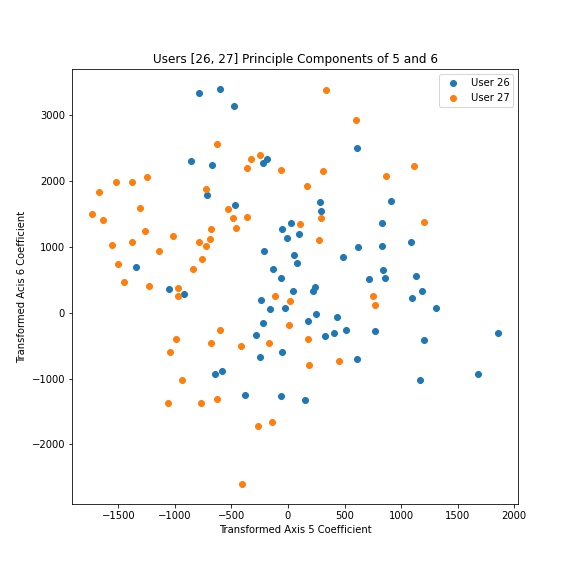 Users [26, 27] Principle Components of 5 and 6
User 26
User 27
3000
2000
1000
0
−1000
−2000
Transformed Acis 6 Coefficient
−1500
−1000
−500
0
500
1000
1500
2000
Transformed Axis 5 Coefficient